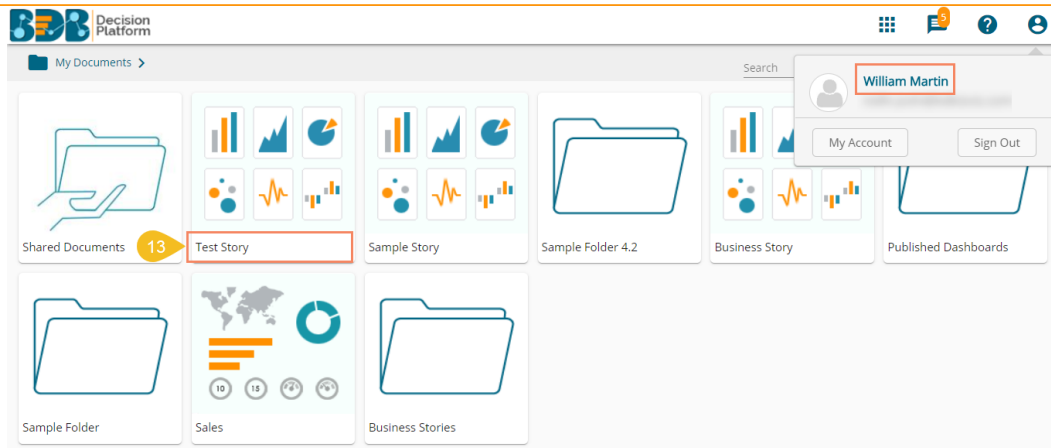 BDB Decision
Platform
5
My Documents
Search
William Martin
My Account Sign Out
Shared Documents 13 Test Story Sample Story Sample Folder 4.2 Business Story Published Dashboards
10 15
Sample Folder Sales Business Stories